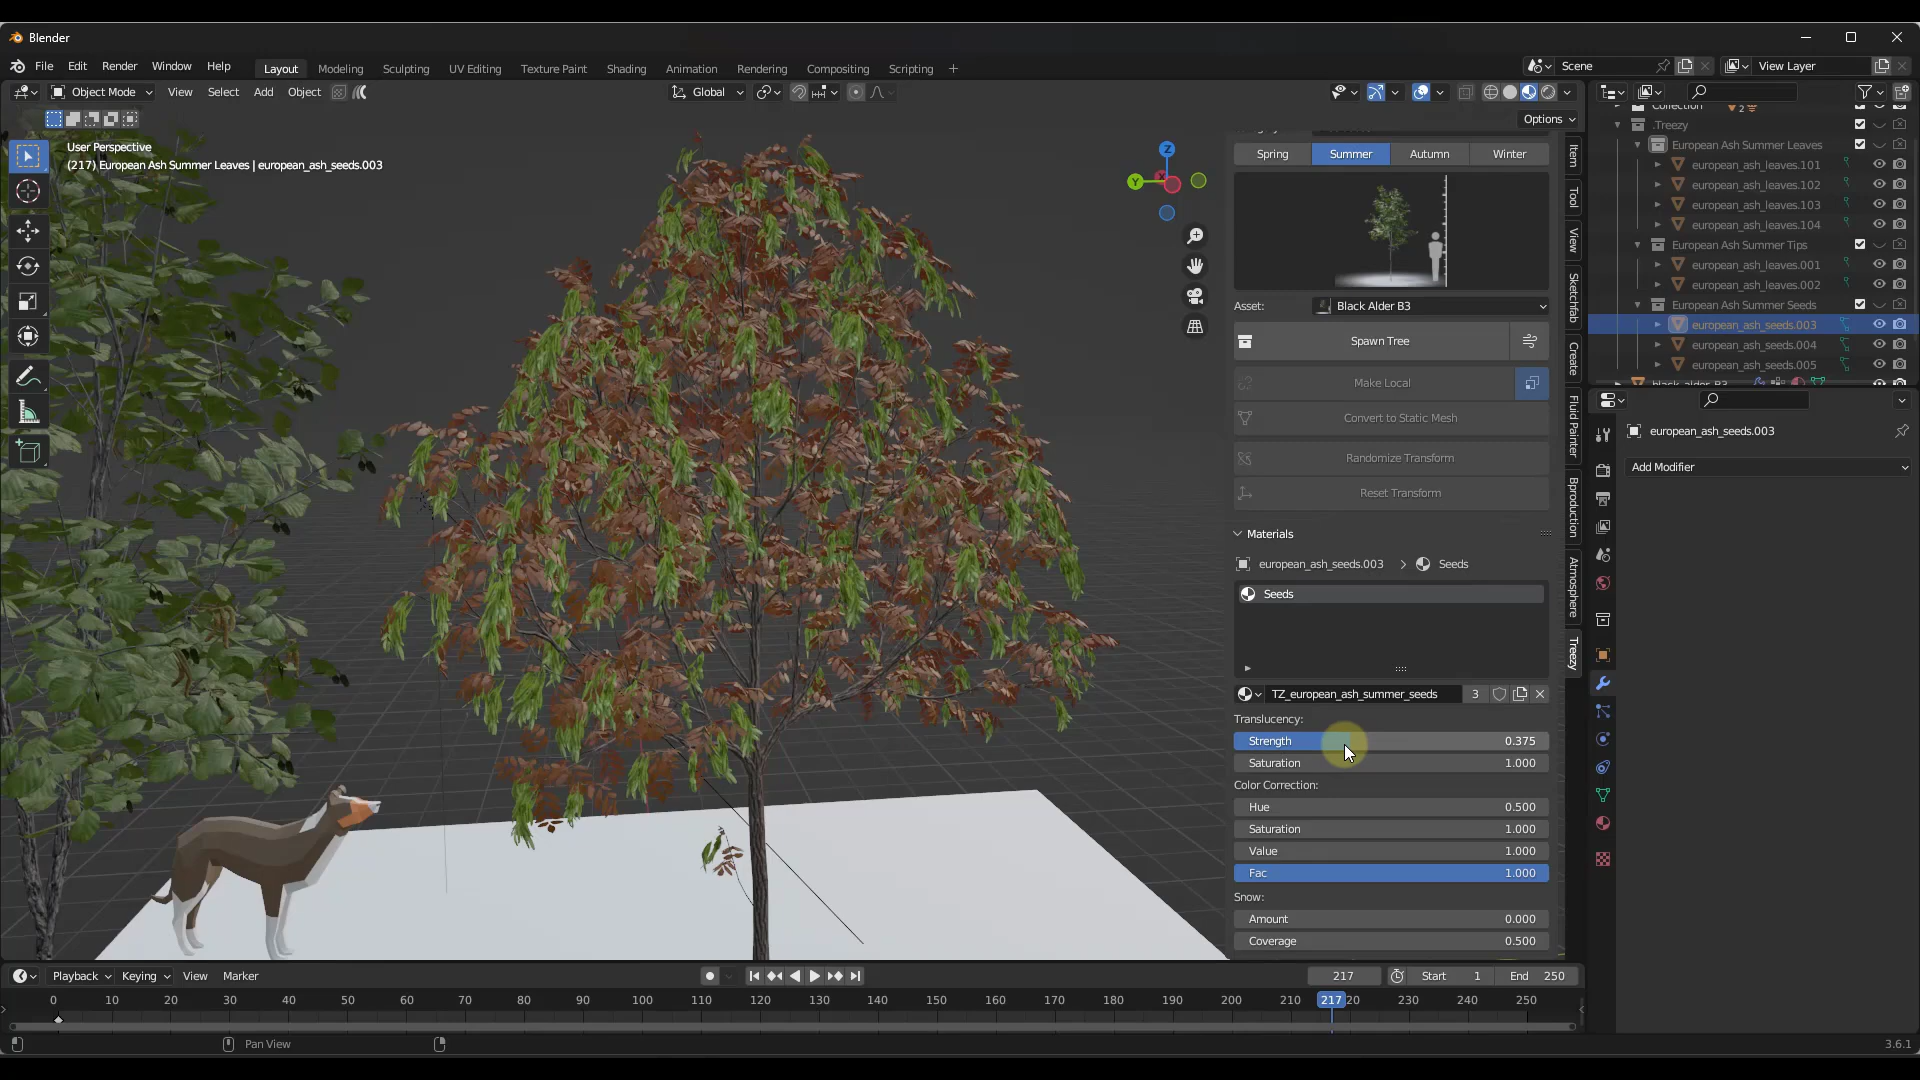 Blender
File Edit Render Window Help
Layout Modeling Sculpting UV Editing Texture Paint Shading Animation Rendering Compositing Scripting +
Scene
View Layer
Object Mode View Select Add Object
Global
Options
User Perspective
(217) European Ash Summer Leaves | european_ash_seeds.003
Z
Y
X
Spring Summer Autumn Winter
Asset: Black Alder B3
Spawn Tree
Make Local
Convert to Static Mesh
Randomize Transform
Reset Transform
Materials
european_ash_seeds.003 > Seeds
Seeds
TZ_european_ash_summer_seeds 3
Translucency:
Strength 0.375
Saturation 1.000
Color Correction:
Hue 0.500
Saturation 1.000
Value 1.000
Fac 1.000
Snow:
Amount 0.000
Coverage 0.500
Item
Tool
View
Sketchfab
Create
Fluid Painter
Bproduction
Atmosphere
Treezy
Collection 2
.Treezy
European Ash Summer Leaves
european_ash_leaves.101
european_ash_leaves.102
european_ash_leaves.103
european_ash_leaves.104
European Ash Summer Tips
european_ash_leaves.001
european_ash_leaves.002
European Ash Summer Seeds
european_ash_seeds.003
european_ash_seeds.004
european_ash_seeds.005
black_alder_B3
european_ash_seeds.003
Add Modifier
Playback Keying View Marker
217 Start 1 End 250
0 10 20 30 40 50 60 70 80 90 100 110 120 130 140 150 160 170 180 190 200 210 217 20 230 240 250
Pan View
3.6.1